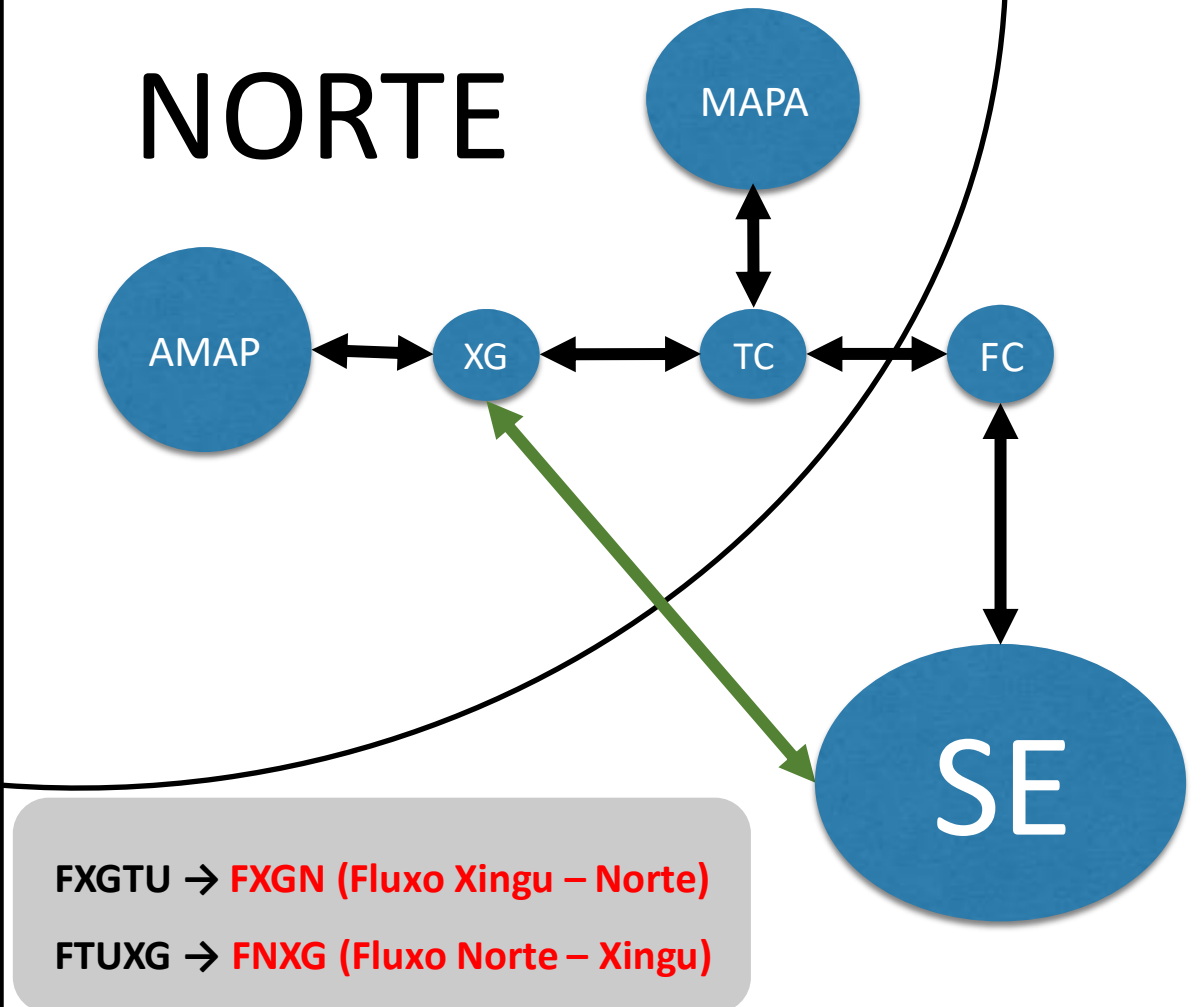 NORTE
MAPA
AMAP
XG
TC
FC
SE
FXGTU → FXGN (Fluxo Xingu – Norte)
FTUXG → FNXG (Fluxo Norte – Xingu)